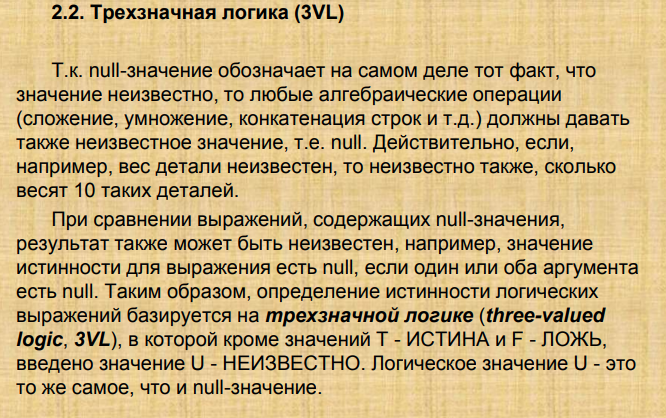 2.2. Трехзначная логика (3VL)
Т.к. null-значение обозначает на самом деле тот факт, что
значение неизвестно, то любые алгебраические операции
(сложение, умножение, конкатенация строк и т.д.) должны давать
также неизвестное значение, т.е. null. Действительно, если,
например, вес детали неизвестен, то неизвестно также, сколько
весят 10 таких деталей.
При сравнении выражений, содержащих null-значения,
результат также может быть неизвестен, например, значение
истинности для выражения есть null, если один или оба аргумента
есть null. Таким образом, определение истинности логических
выражений базируется на трехзначной логике (three-valued
logic, 3VL), в которой кроме значений T - ИСТИНА и F - ЛОЖЬ,
введено значение U - НЕИЗВЕСТНО. Логическое значение U - это
то же самое, что и null-значение.